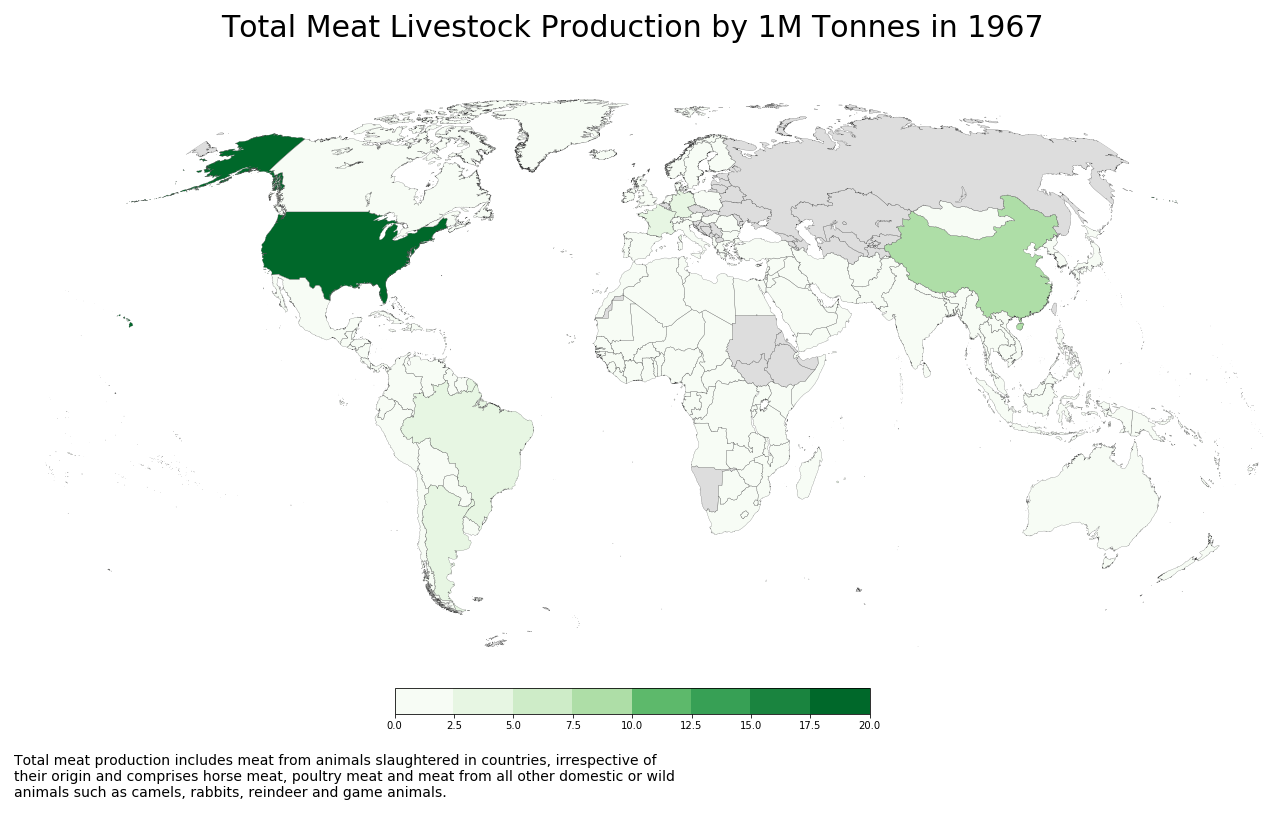 Total Meat Livestock Production by 1M Tonnes in 1967
0.0 2.5 5.0 7.5 10.0 12.5 15.0 17.5 20.0
Total meat production includes meat from animals slaughtered in countries, irrespective of
their origin and comprises horse meat, poultry meat and meat from all other domestic or wild
animals such as camels, rabbits, reindeer and game animals.